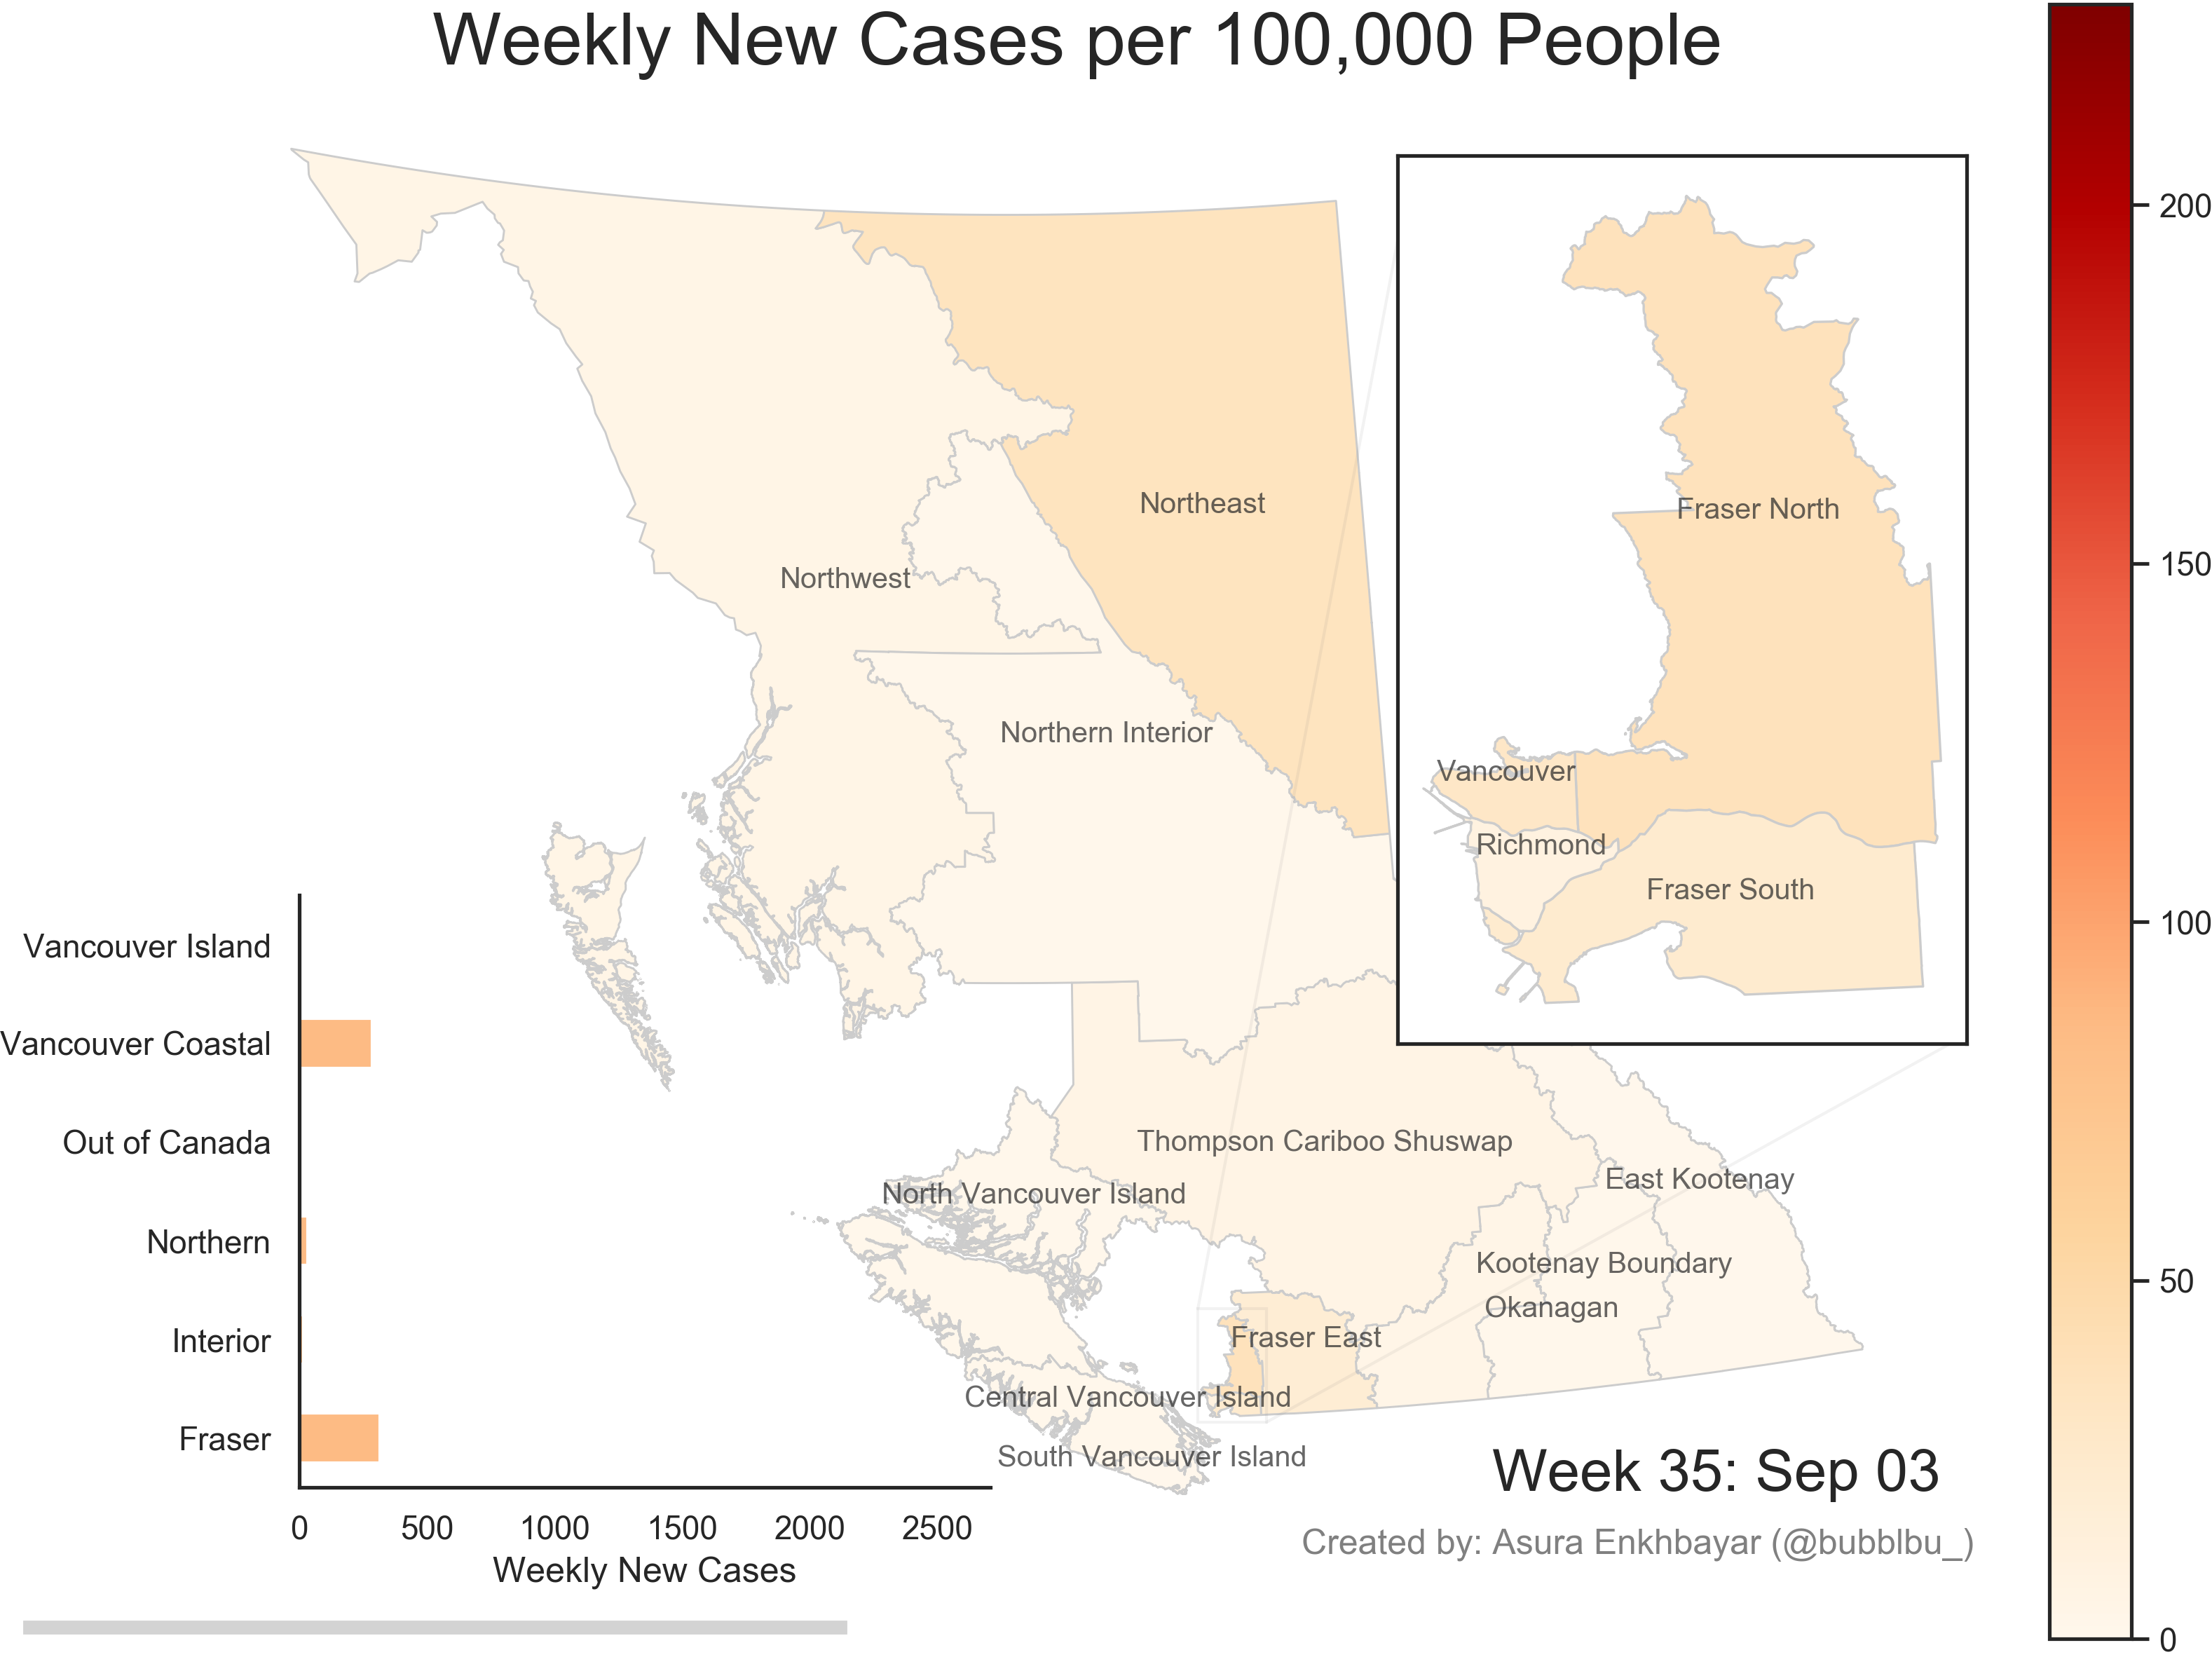 Weekly New Cases per 100,000 People
200
150
100
50
0
Northeast
Northwest
Northern Interior
Fraser North
Vancouver
Richmond
Fraser South
Thompson Cariboo Shuswap
East Kootenay
North Vancouver Island
Kootenay Boundary
Okanagan
Fraser East
Central Vancouver Island
South Vancouver Island
Vancouver Island
Vancouver Coastal
Out of Canada
Northern
Interior
Fraser
0 500 1000 1500 2000 2500
Weekly New Cases
Week 35: Sep 03
Created by: Asura Enkhbayar (@bubblbu_)